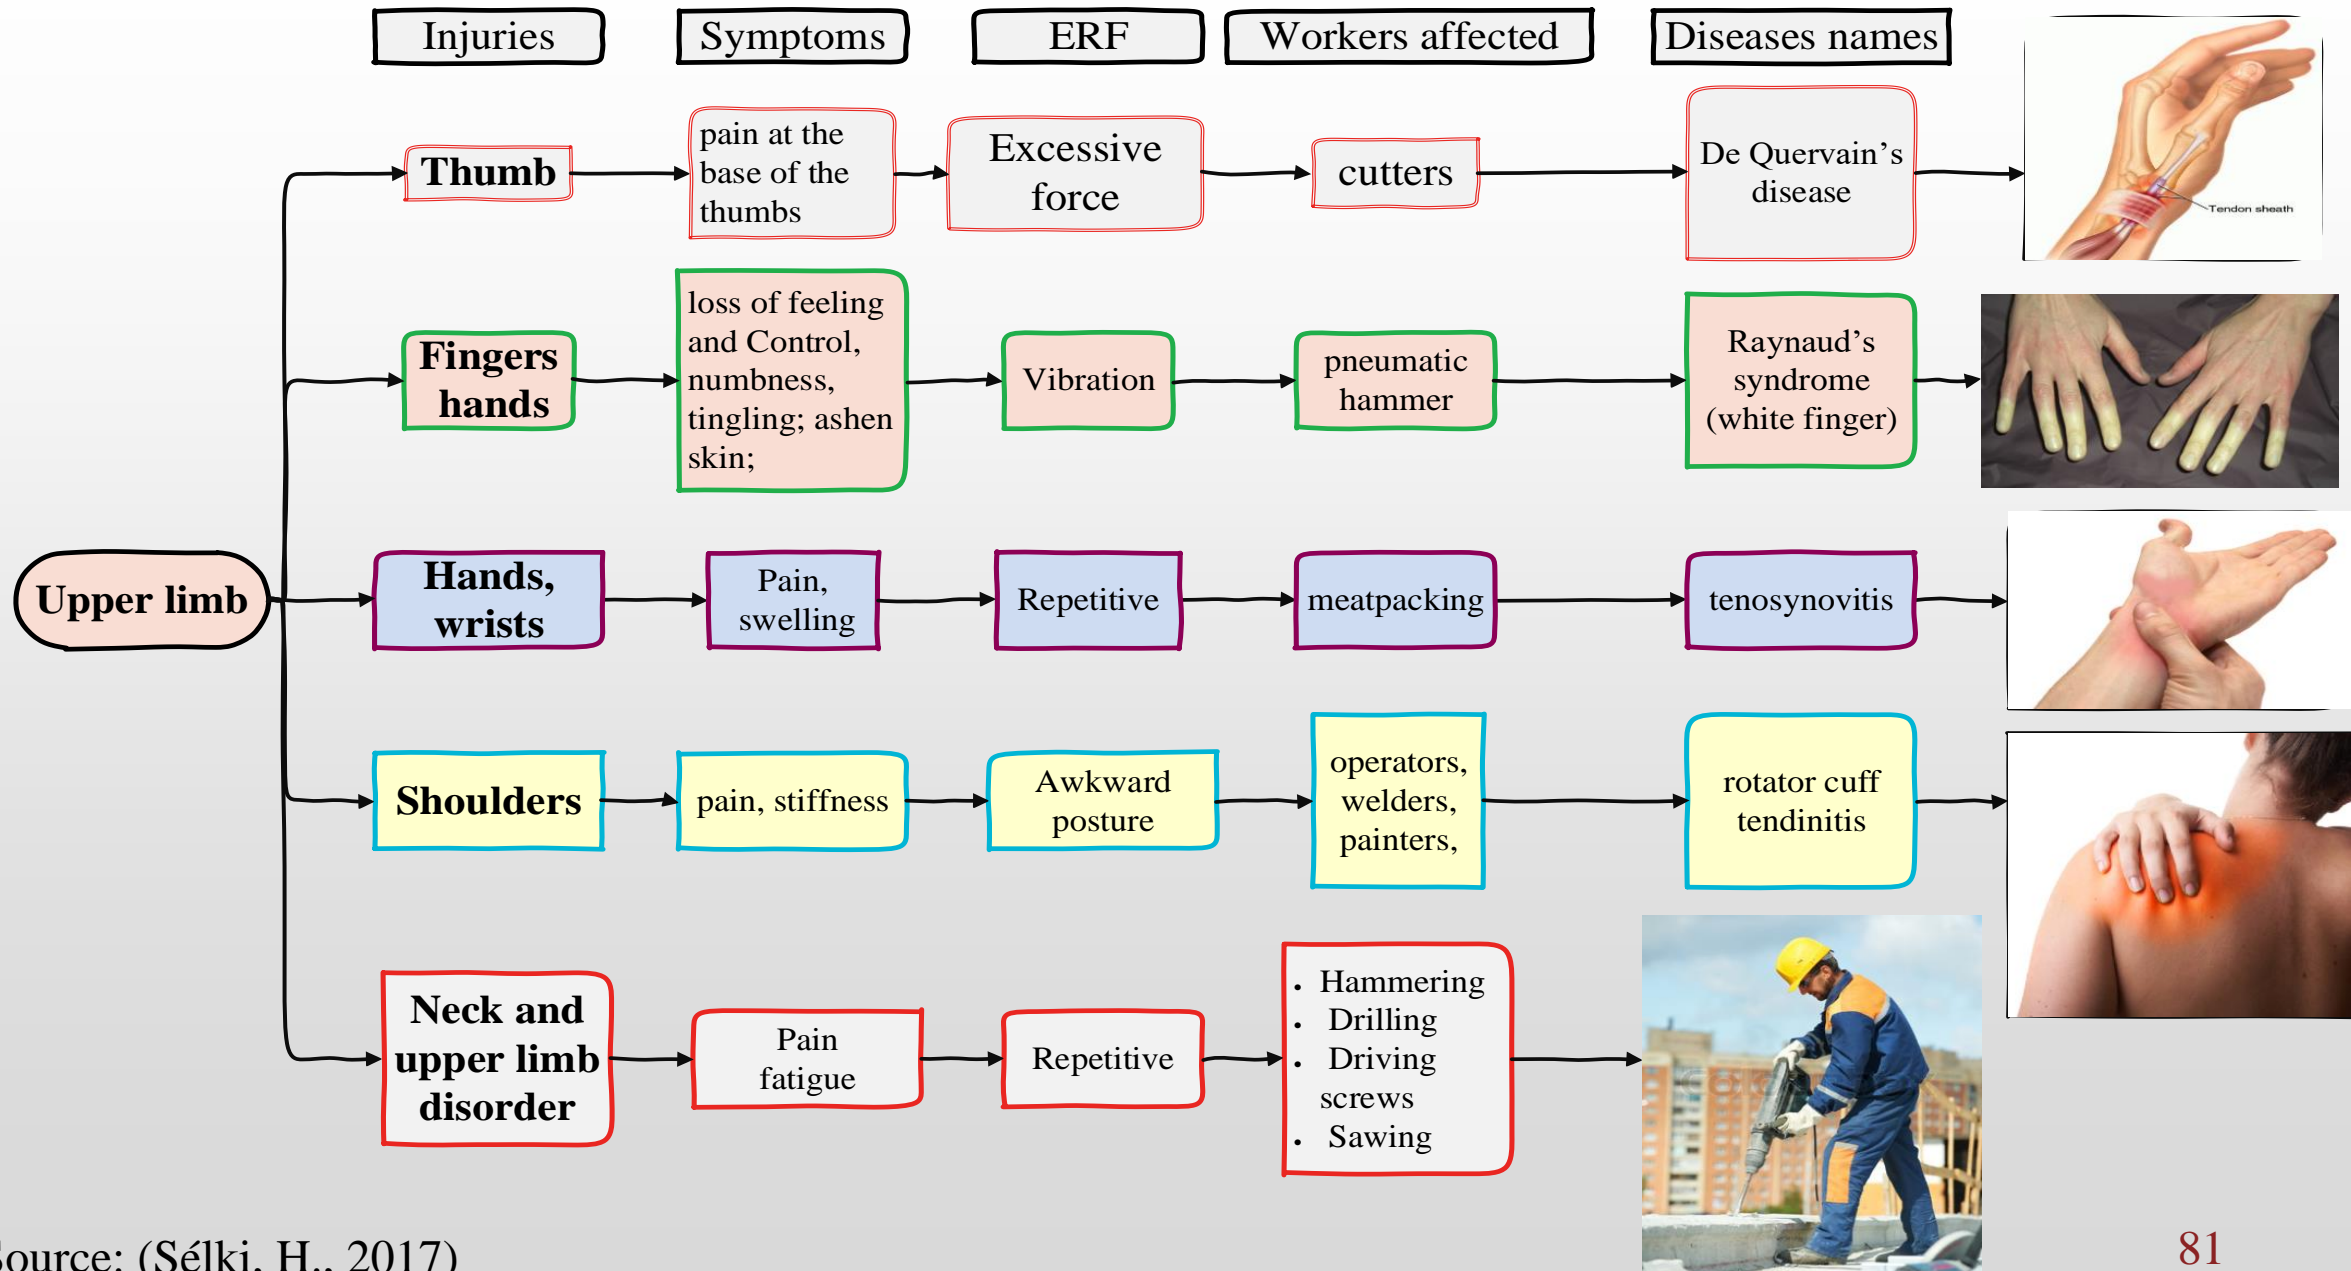 Injuries
Symptoms
ERF
Workers affected
Diseases names
Upper limb
Thumb
pain at the
base of the
thumbs
Excessive
force
cutters
De Quervain’s
disease
Tendon sheath
Fingers
hands
loss of feeling
and Control,
numbness,
tingling; ashen
skin;
Vibration
pneumatic
hammer
Raynaud’s
syndrome
(white finger)
Hands,
wrists
Pain,
swelling
Repetitive
meatpacking
tenosynovitis
Shoulders
pain, stiffness
Awkward
posture
operators,
welders,
painters,
rotator cuff
tendinitis
Neck and
upper limb
disorder
Pain
fatigue
Repetitive
• Hammering
• Drilling
• Driving
screws
• Sawing
Source: (Sélki, H., 2017)
81